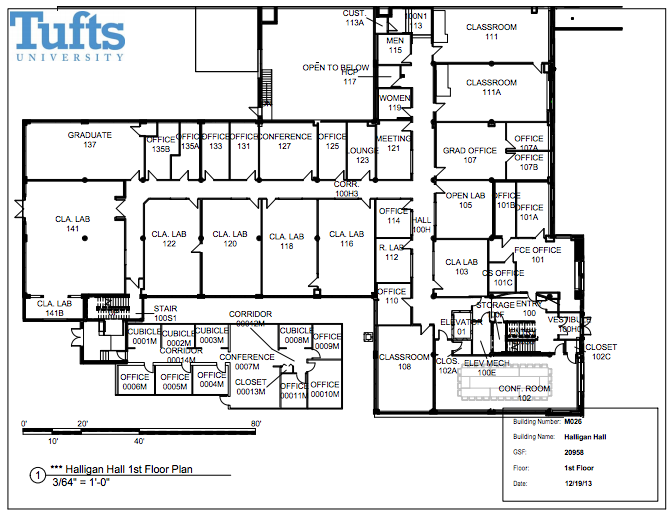 Tufts
UNIVERSITY
CUST.
113A
100N1
13
CLASSROOM
111
MEN
115
OPEN TO BELOW
HCP
117
CLASSROOM
111A
WOMEN
119
GRADUATE
137
OFFICE
135B
OFFICE
135A
OFFICE
133
OFFICE
131
CONFERENCE
127
OFFICE
125
LOUNGE
123
MEETING
121
GRAD OFFICE
107
OFFICE
107A
OFFICE
107B
CORR.
100H3
CLA. LAB
141
CLA. LAB
122
CLA. LAB
120
CLA. LAB
118
CLA. LAB
116
OFFICE
114
HALL
100H
OPEN LAB
105
OFFICE
101B
OFFICE
101A
R. LAB
112
CLA LAB
103
FCE OFFICE
101
CS OFFICE
101C
OFFICE
110
CLA. LAB
141B
STAIR
100S1
STORAGE
ENTRY
100
VESTIBU
ELEVATOR
01
CORRIDOR
00012M
CUBICLE
0001M
CUBICLE
0002M
CUBICLE
0003M
CUBICLE
0008M
OFFICE
0009M
CORRIDOR
00014M
CONFERENCE
0007M
OFFICE
0006M
OFFICE
0005M
OFFICE
0004M
CLOSET
00013M
OFFICE
00011M
OFFICE
00010M
CLASSROOM
108
CLOS.
102A
ELEV MECH.
100E
CLOSET
102C
CONF. ROOM
102
0' 20' 40' 80'
10' 30'
1 *** Halligan Hall 1st Floor Plan
3/64" = 1'-0"
Building Number: M026
Building Name: Halligan Hall
GSF: 20958
Floor: 1st Floor
Date: 12/19/13